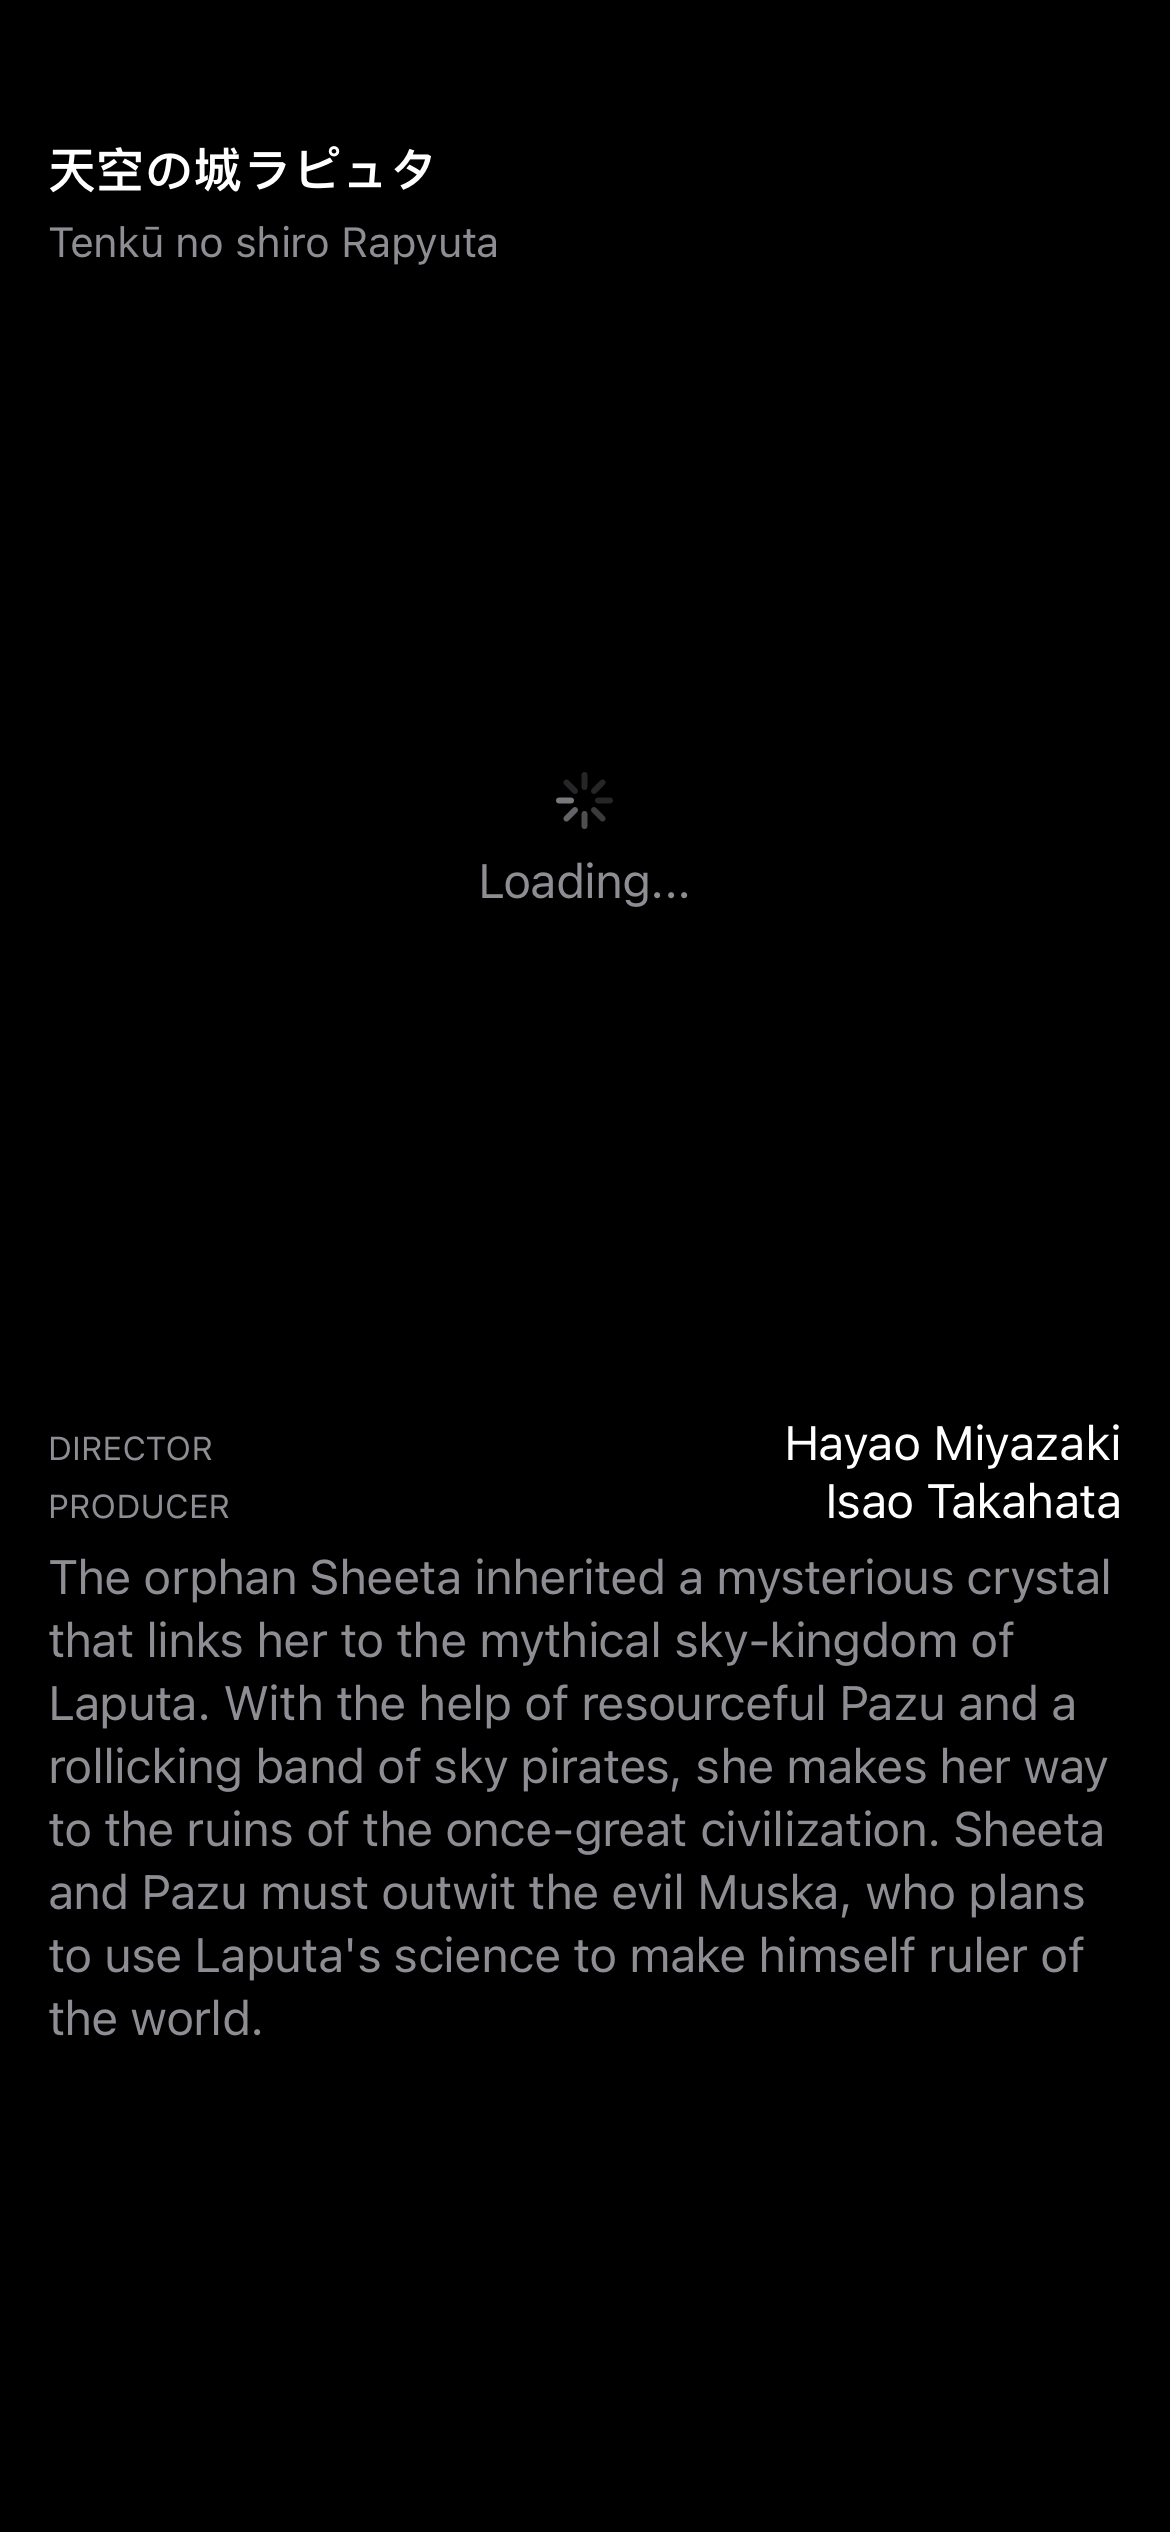 天空の城ラピュタ
Tenkū no shiro Rapyuta
Loading...
DIRECTOR Hayao Miyazaki
PRODUCER Isao Takahata
The orphan Sheeta inherited a mysterious crystal
that links her to the mythical sky-kingdom of
Laputa. With the help of resourceful Pazu and a
rollicking band of sky pirates, she makes her way
to the ruins of the once-great civilization. Sheeta
and Pazu must outwit the evil Muska, who plans
to use Laputa's science to make himself ruler of
the world.